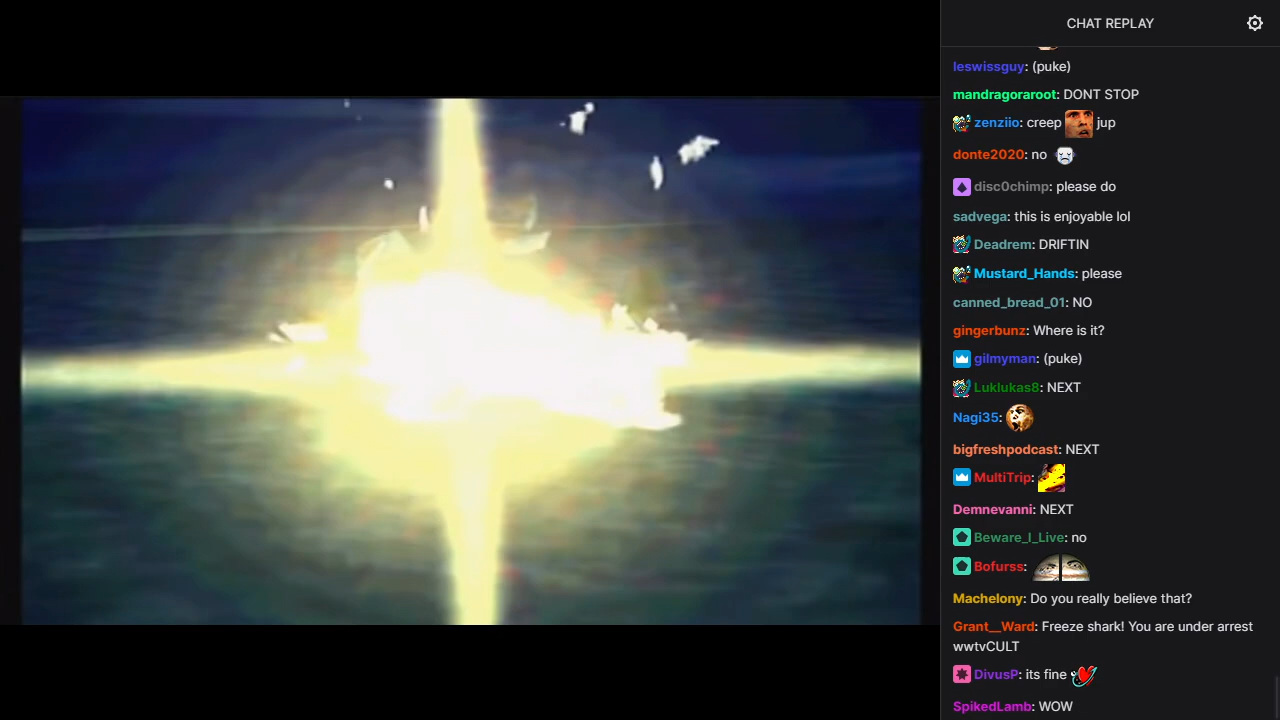 CHAT REPLAY
leswissguy: (puke)
mandragoraroot: DONT STOP
zenziio: creep jup
donte2020: no
disc0chimp: please do
sadvega: this is enjoyable lol
Deadrem: DRIFTIN
Mustard_Hands: please
canned_bread_01: NO
gingerbunz: Where is it?
gilmyman: (puke)
Luklukas8: NEXT
Nagi35:
bigfreshpodcast: NEXT
MultiTrip:
Demnevanni: NEXT
Beware_I_Live: no
Bofurss:
Machelony: Do you really believe that?
Grant__Ward: Freeze shark! You are under arrest
wwtvCULT
DivusP: its fine
SpikedLamb: WOW